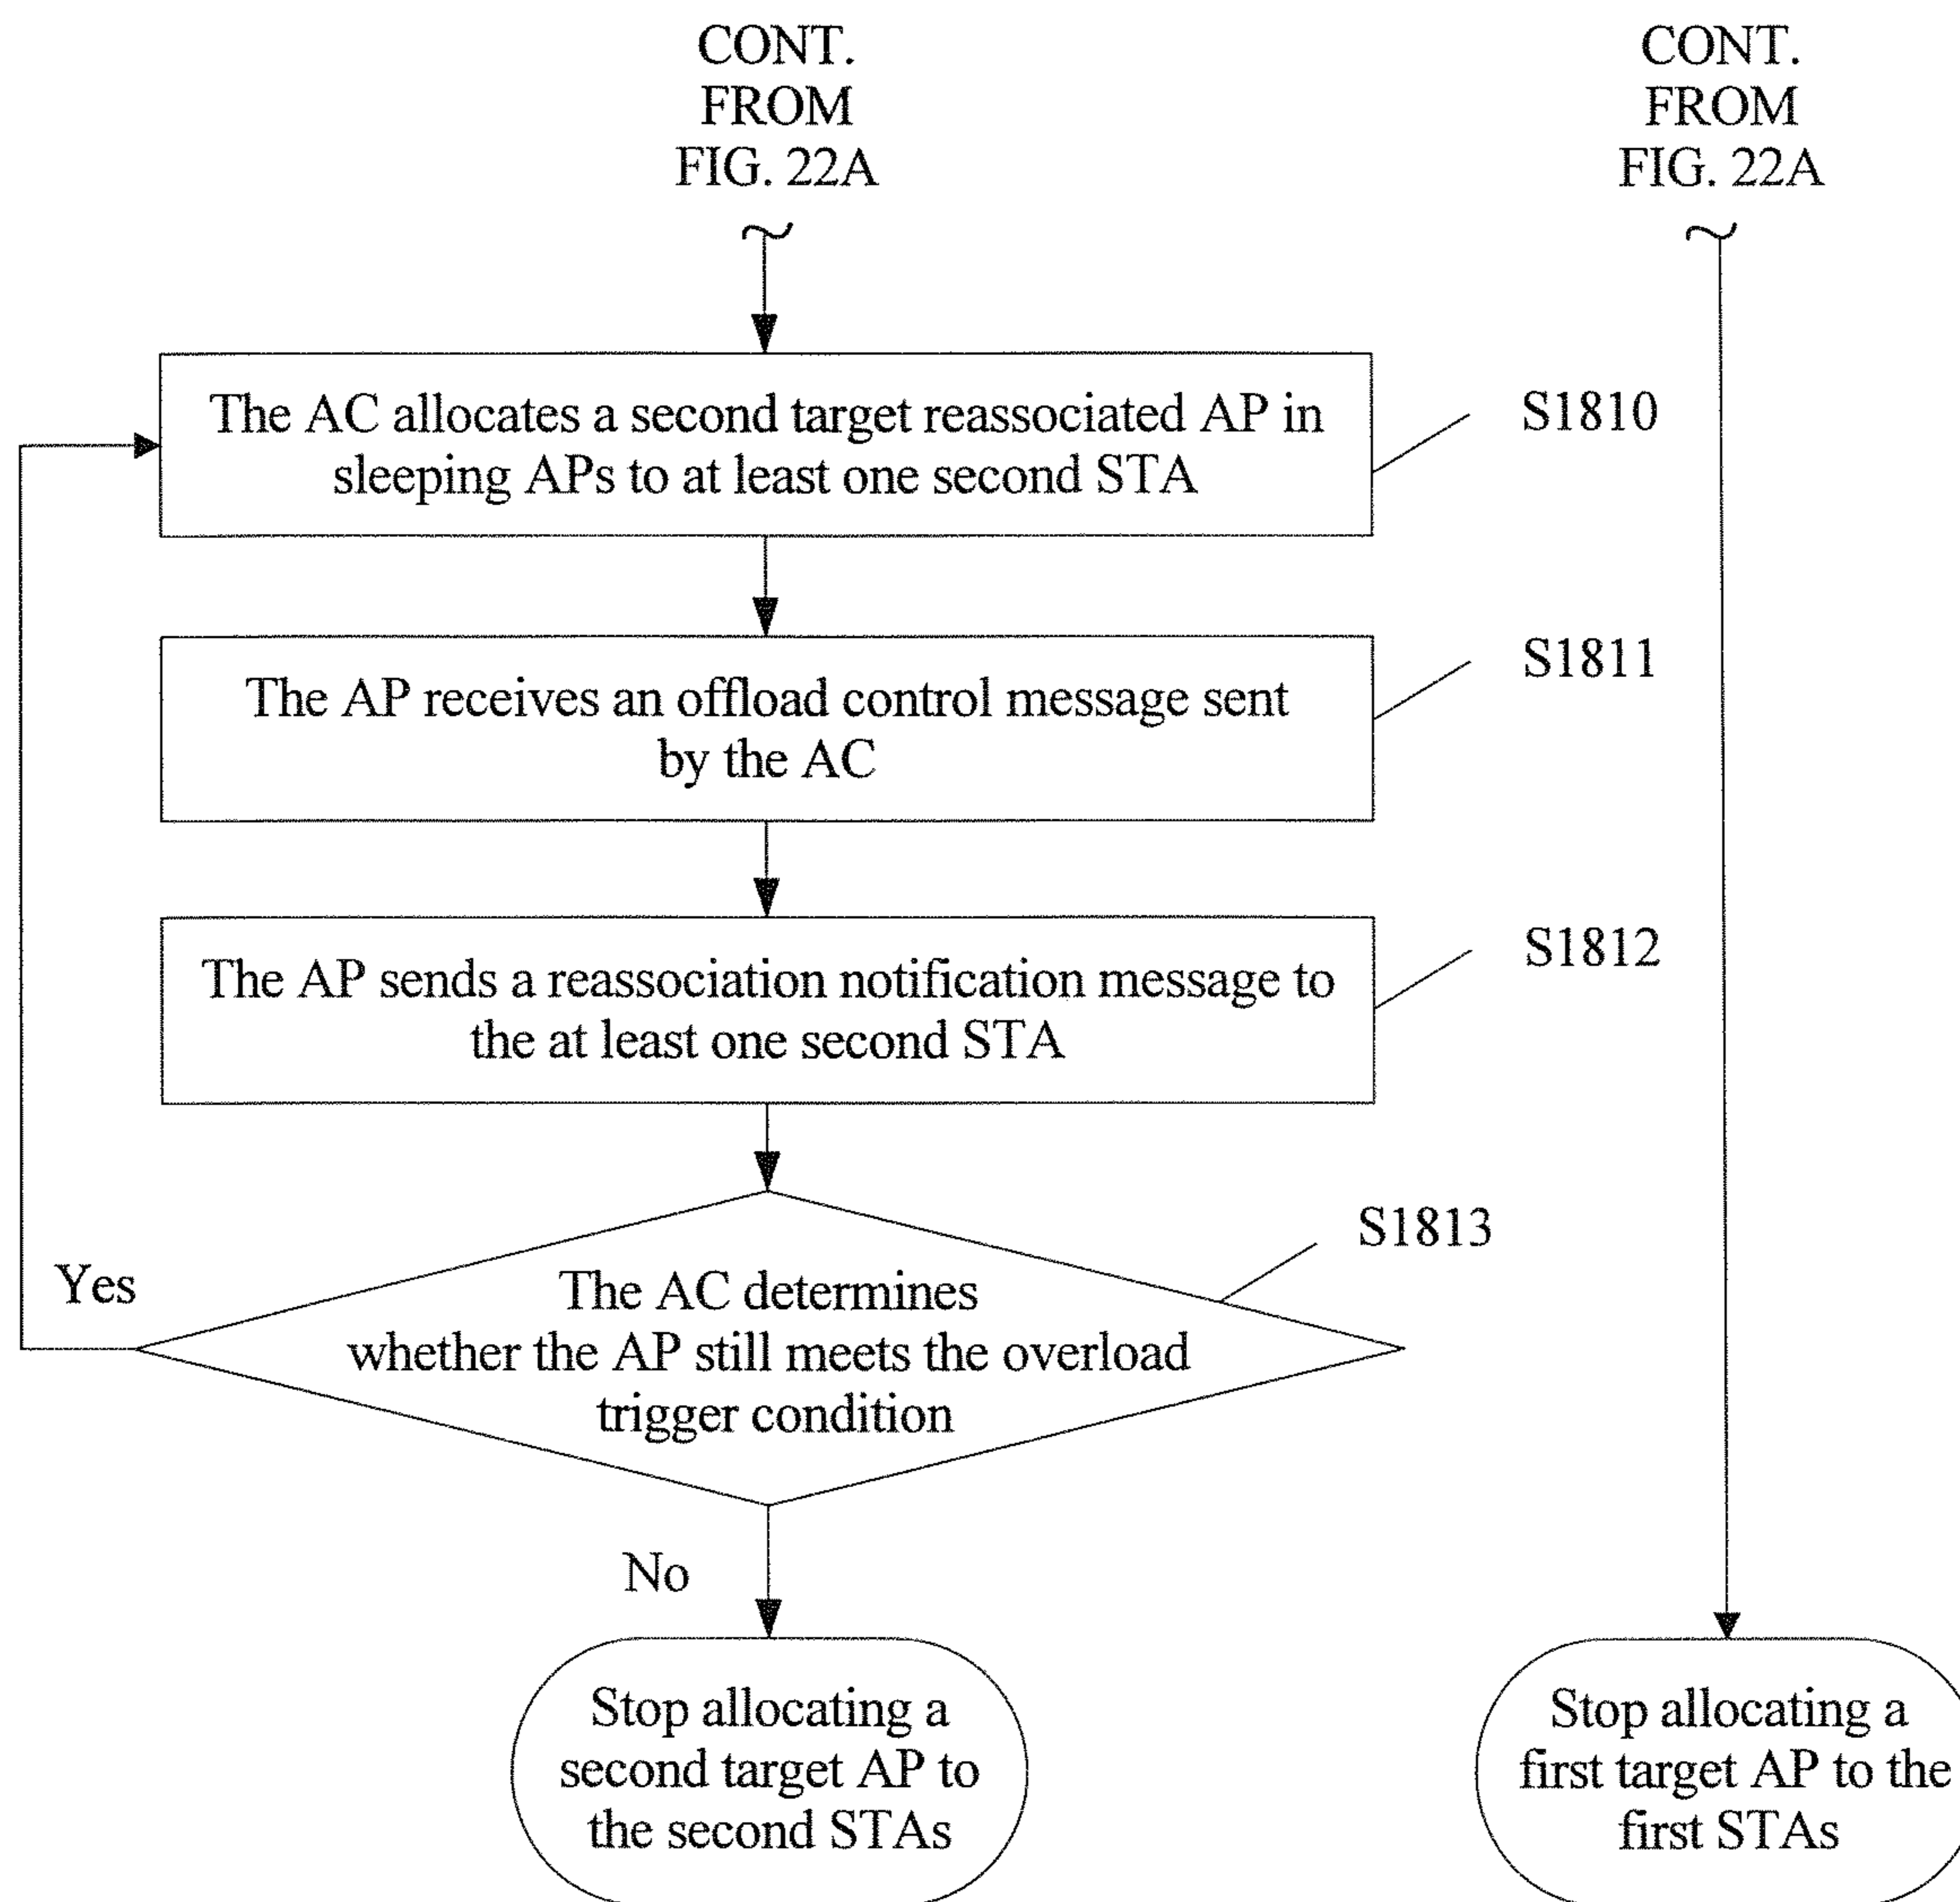 CONT.
FROM
FIG. 22A
CONT.
FROM
FIG. 22A
The AC allocates a second target reassociated AP in
sleeping APs to at least one second STA
S1810
The AP receives an offload control message sent
by the AC
S1811
The AP sends a reassociation notification message to
the at least one second STA
S1812
The AC determines
whether the AP still meets the overload
trigger condition
S1813
Yes
No
Stop allocating a
second target AP to
the second STAs
Stop allocating a
first target AP to the
first STAs